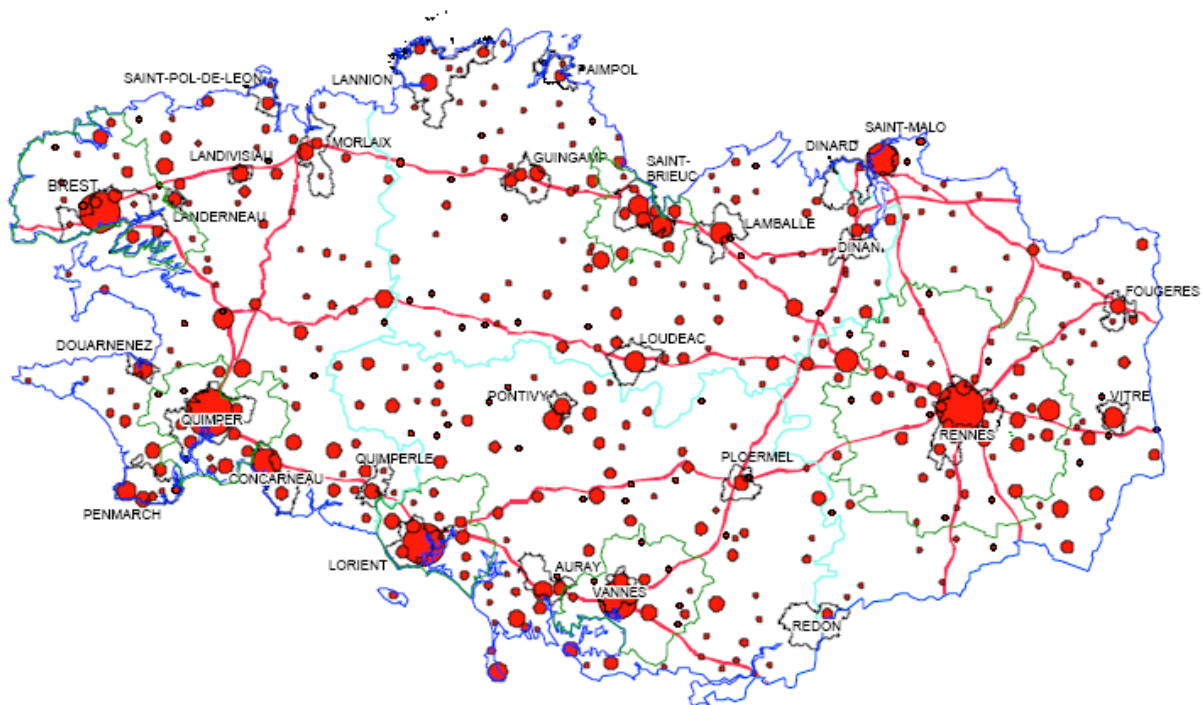 SAINT-POL-DE-LEON
LANNION
PAIMPOL
SAINT-MALO
DINARD
MORLAIX
LANDIVISIAU
GUINGAMP
SAINT-
BRIEUC
BREST
LANDERNEAU
LAMBALLE
DINAN
FOUGERES
DOUARNENEZ
LOUDEAC
PONTIVY
VITRE
QUIMPER
RENNES
QUIMPERLE
PLOERMEL
CONCARNEAU
PENMARCH
LORIENT
AURAY
VANNES
REDON